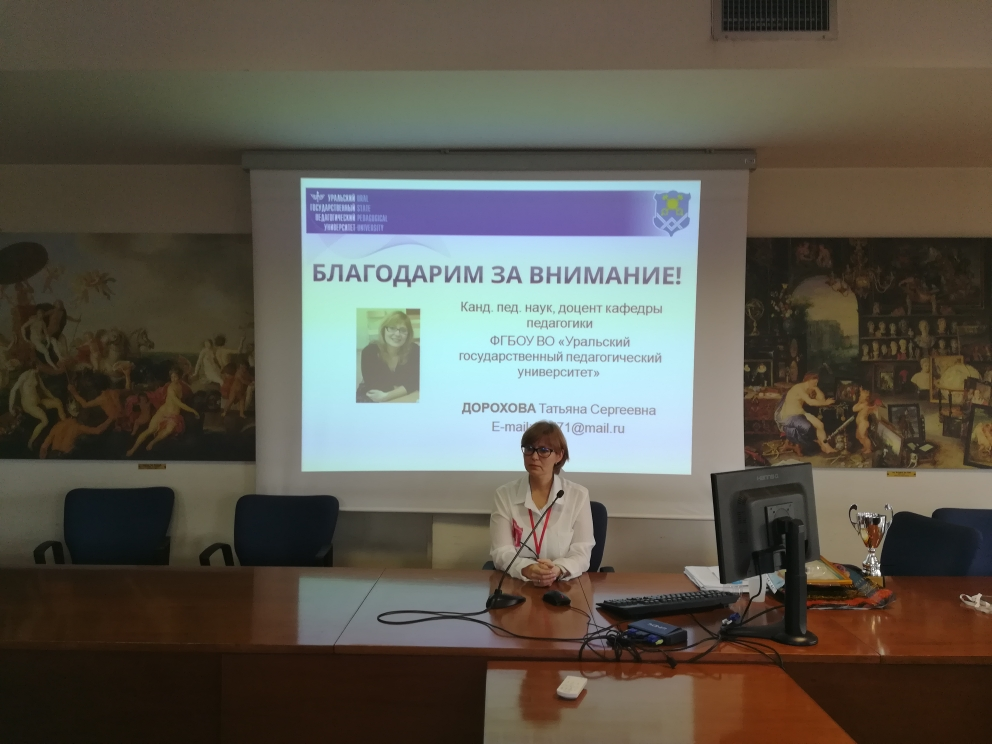 УРАЛЬСКИЙ URAL
ГОСУДАРСТВЕННЫЙ STATE
ПЕДАГОГИЧЕСКИЙ PEDAGOGICAL
УНИВЕРСИТЕТ UNIVERSITY
БЛАГОДАРИМ ЗА ВНИМАНИЕ!
Канд. пед. наук, доцент кафедры
педагогики
ФГБОУ ВО «Уральский
государственный педагогический
университет»
ДОРОХОВА Татьяна Сергеевна
E-mail 71@mail.ru